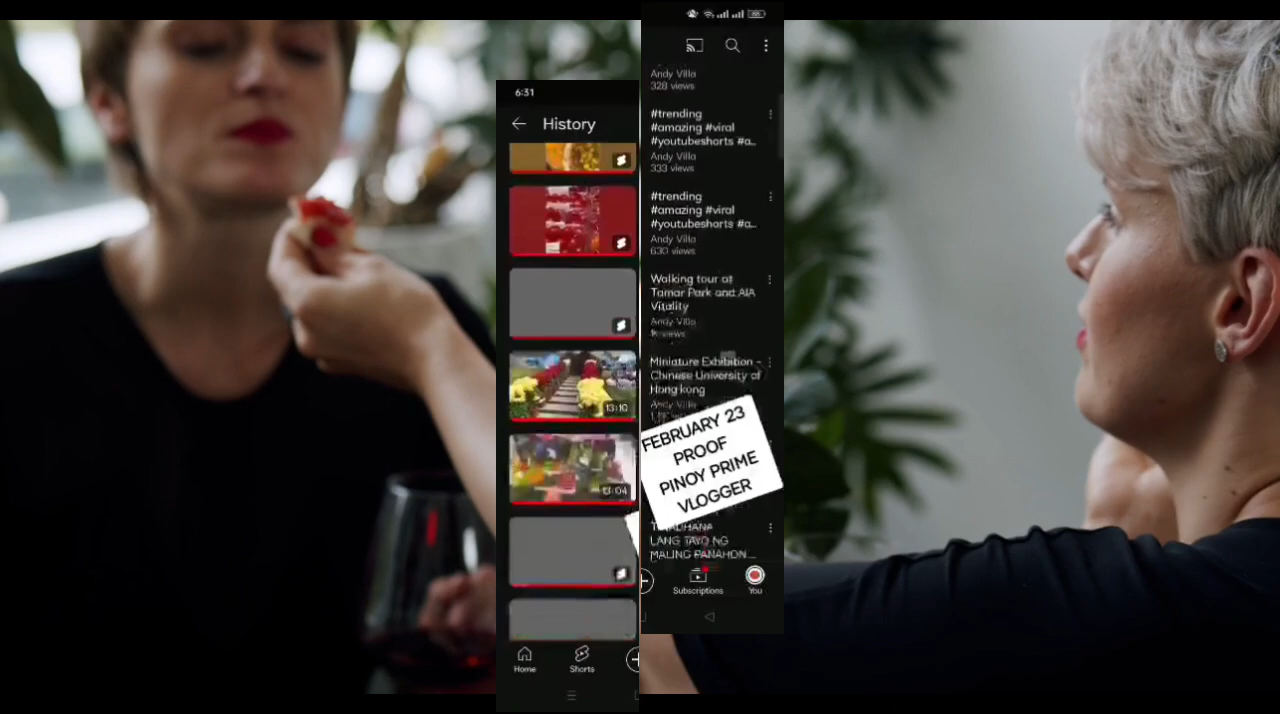 6:31
History
13:10
13:04
Home
Shorts
Andy Villa
328 views
#trending
#amazing #viral
#youtubeshorts #a...
Andy Villa
333 views
#trending
#amazing #viral
#youtubeshorts #a...
Andy Villa
630 views
Walking tour at
Tamar Park and AIA
Vitality
Andy Villa
views
Miniature Exhibition -
Chinese University of
Hong kong
Andy Villa
FEBRUARY 23
PROOF
PINOY PRIME
VLOGGER
LANG TAYO NG
MALING PANAHON...
Subscriptions
You